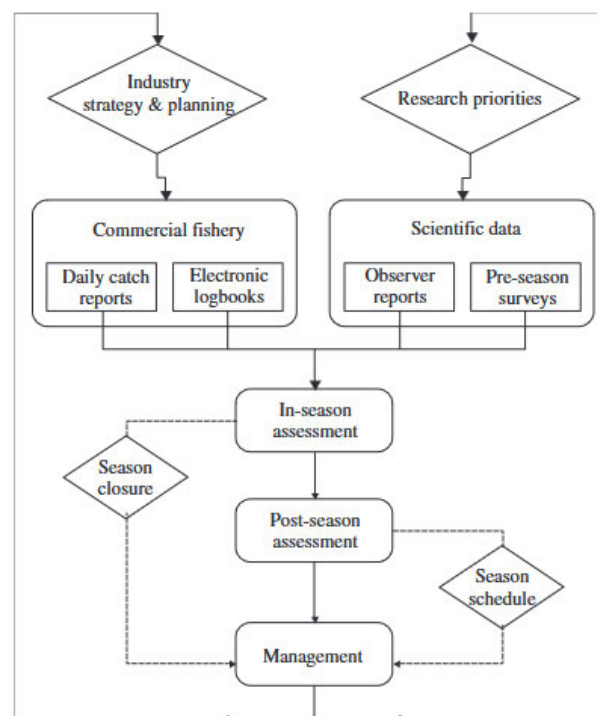 Industry
strategy & planning
Research priorities
Commercial fishery
Daily catch
reports
Electronic
logbooks
Scientific data
Observer
reports
Pre-season
surveys
In-season
assessment
Season
closure
Post-season
assessment
Season
schedule
Management